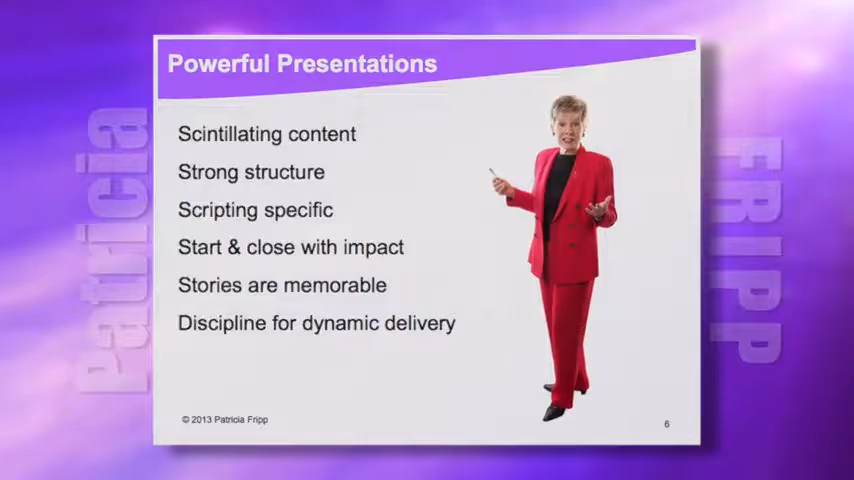 Powerful Presentations
Scintillating content
Strong structure
Scripting specific
Start & close with impact
Stories are memorable
Discipline for dynamic delivery
© 2013 Patricia Fripp
6
Patricia
FRIPP